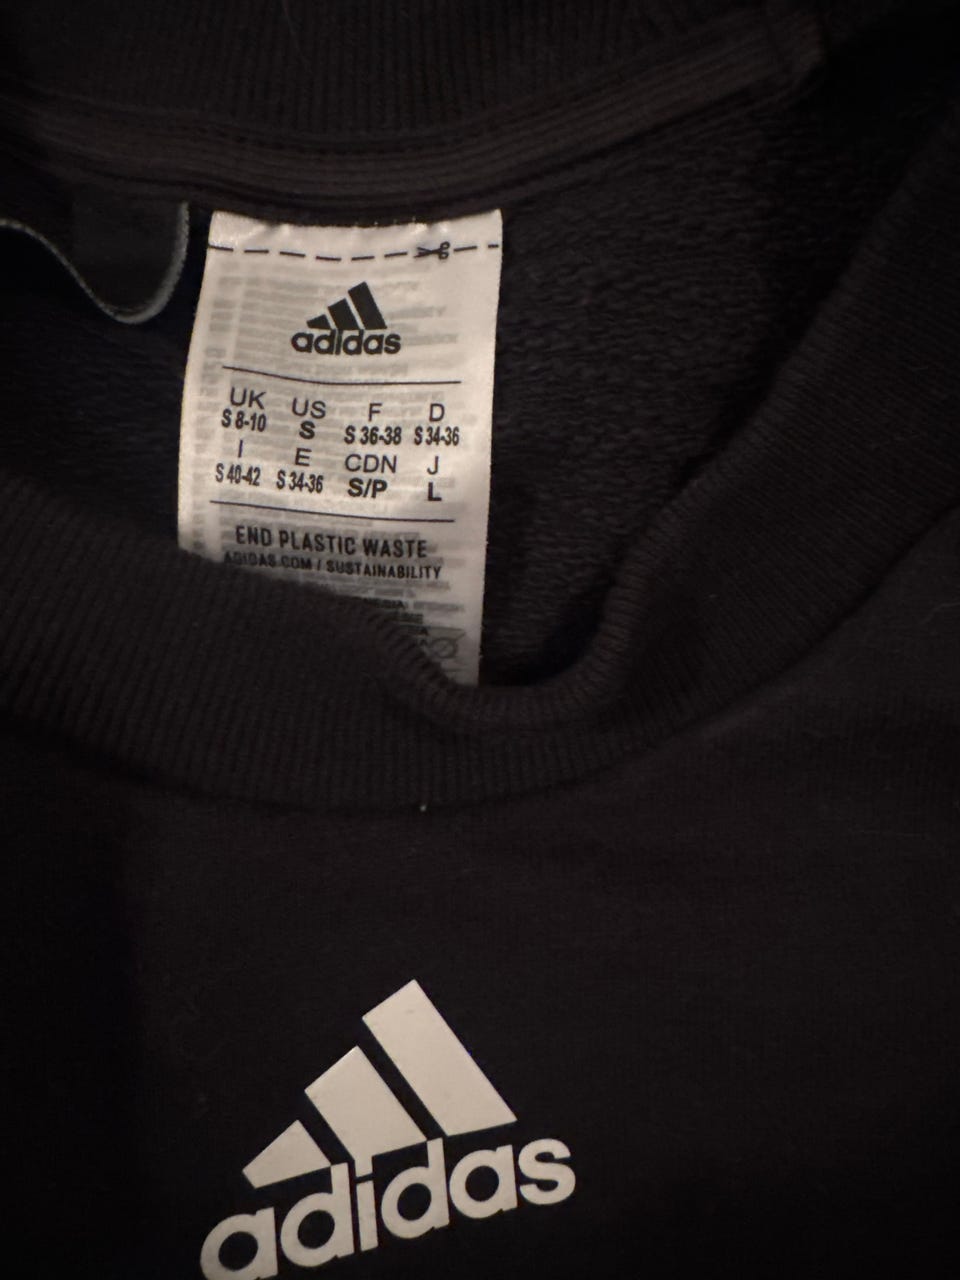 adidas
UK US F D
S 8-10 S S 36-38 S 34-36
I E CDN J
S 40-42 S 34-36 S/P L
END PLASTIC WASTE
ADIDAS.COM / SUSTAINABILITY
adidas